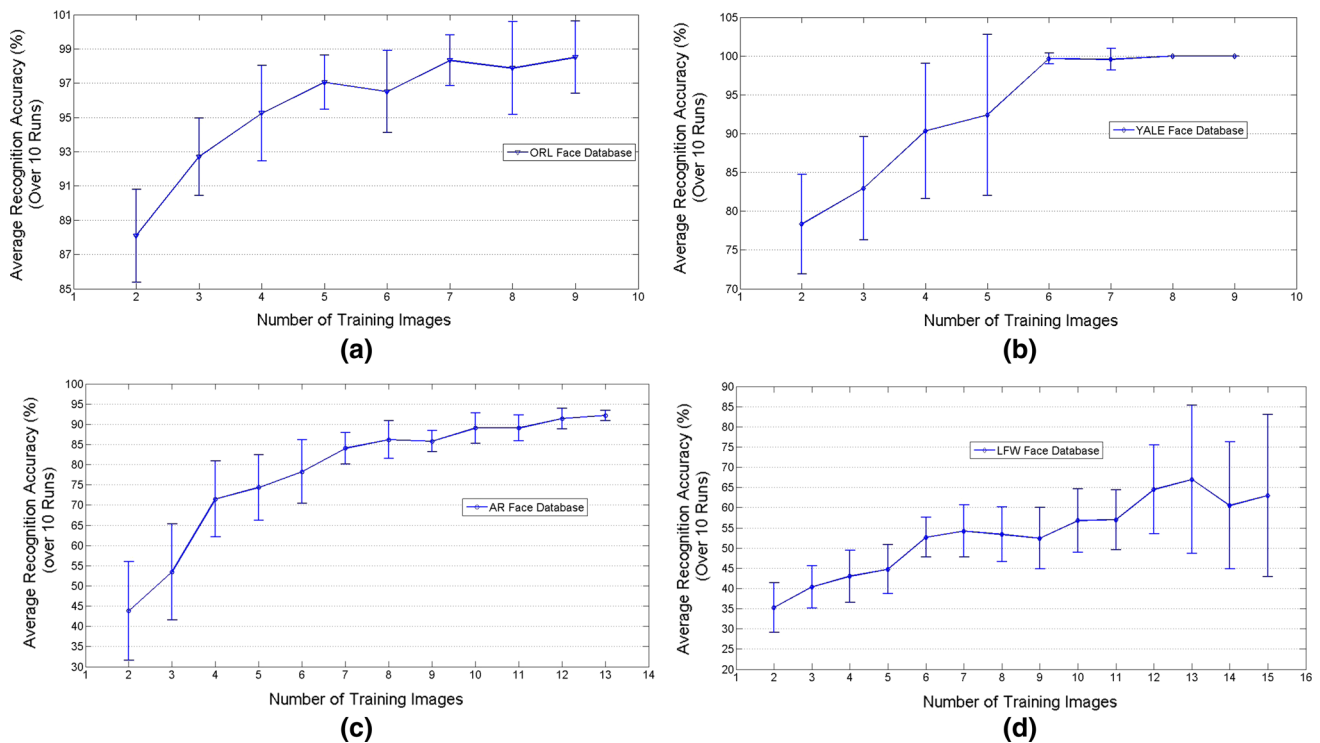 Average Recognition Accuracy (%)
(Over 10 Runs)
101
99
97
95
93
91
89
87
85
1 2 3 4 5 6 7 8 9 10
ORL Face Database
Number of Training Images
(a)
Average Recognition Accuracy (%)
(Over 10 Runs)
100
95
90
85
80
75
70
1 2 3 4 5 6 7 8 9 10
YALE Face Database
Number of Training Images
(b)
Average Recognition Accuracy (%)
(over 10 Runs)
100
95
90
85
80
75
70
65
60
55
50
45
40
35
30
1 2 3 4 5 6 7 8 9 10 11 12 13 14
AR Face Database
Number of Training Images
(c)
Average Recognition Accuracy (%)
(Over 10 Runs)
90
85
80
75
70
65
60
55
50
45
40
35
30
25
20
1 2 3 4 5 6 7 8 9 10 11 12 13 14 15 16
LFW Face Database
Number of Training Images
(d)